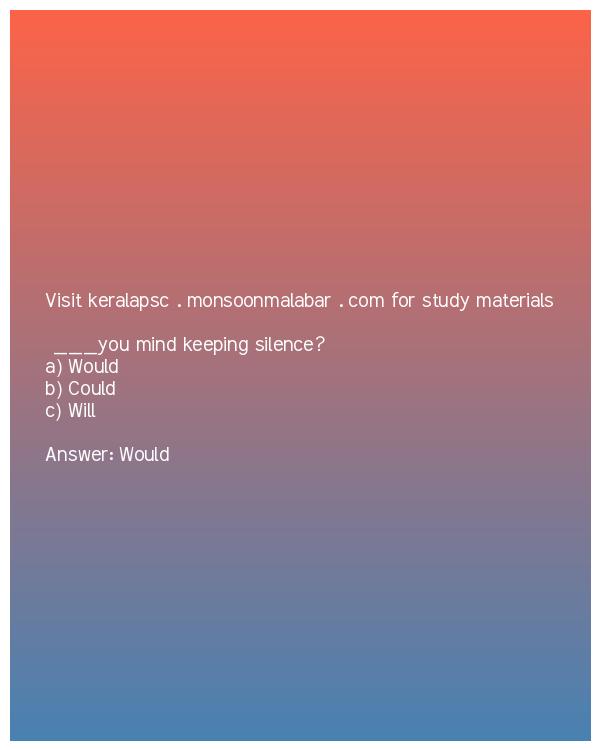 Visit keralapsc .monsoonmalabar .com for study materials
___you mind keeping silence?
a) Would
b) Could
c) Will
Answer: Would